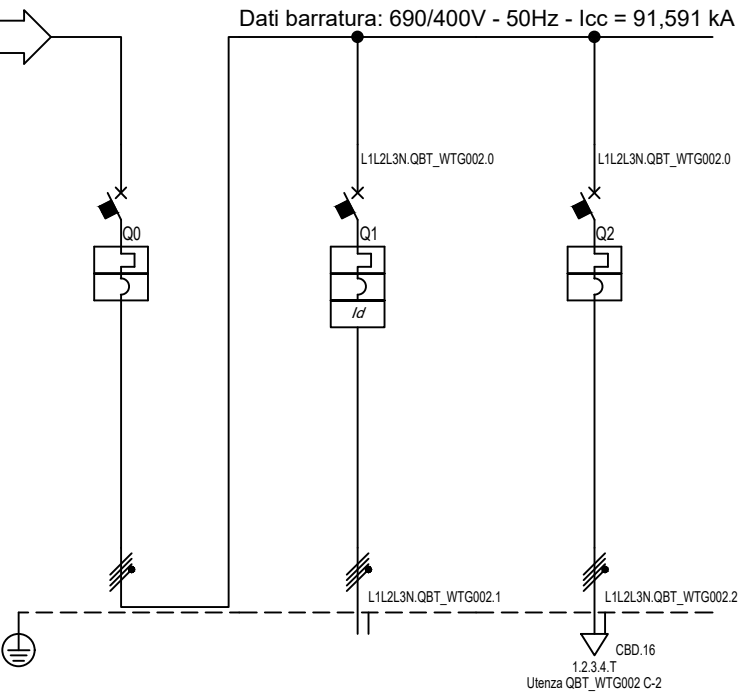 Dati barratura: 690/400V - 50Hz - Icc = 91,591 kA
L1L2L3N.QBT_WTG002.0
L1L2L3N.QBT_WTG002.0
Q0
Q1
Q2
Id
L1L2L3N.QBT_WTG002.1
L1L2L3N.QBT_WTG002.2
CBD.16
1.2.3.4.T
Utenza QBT_WTG002 C-2